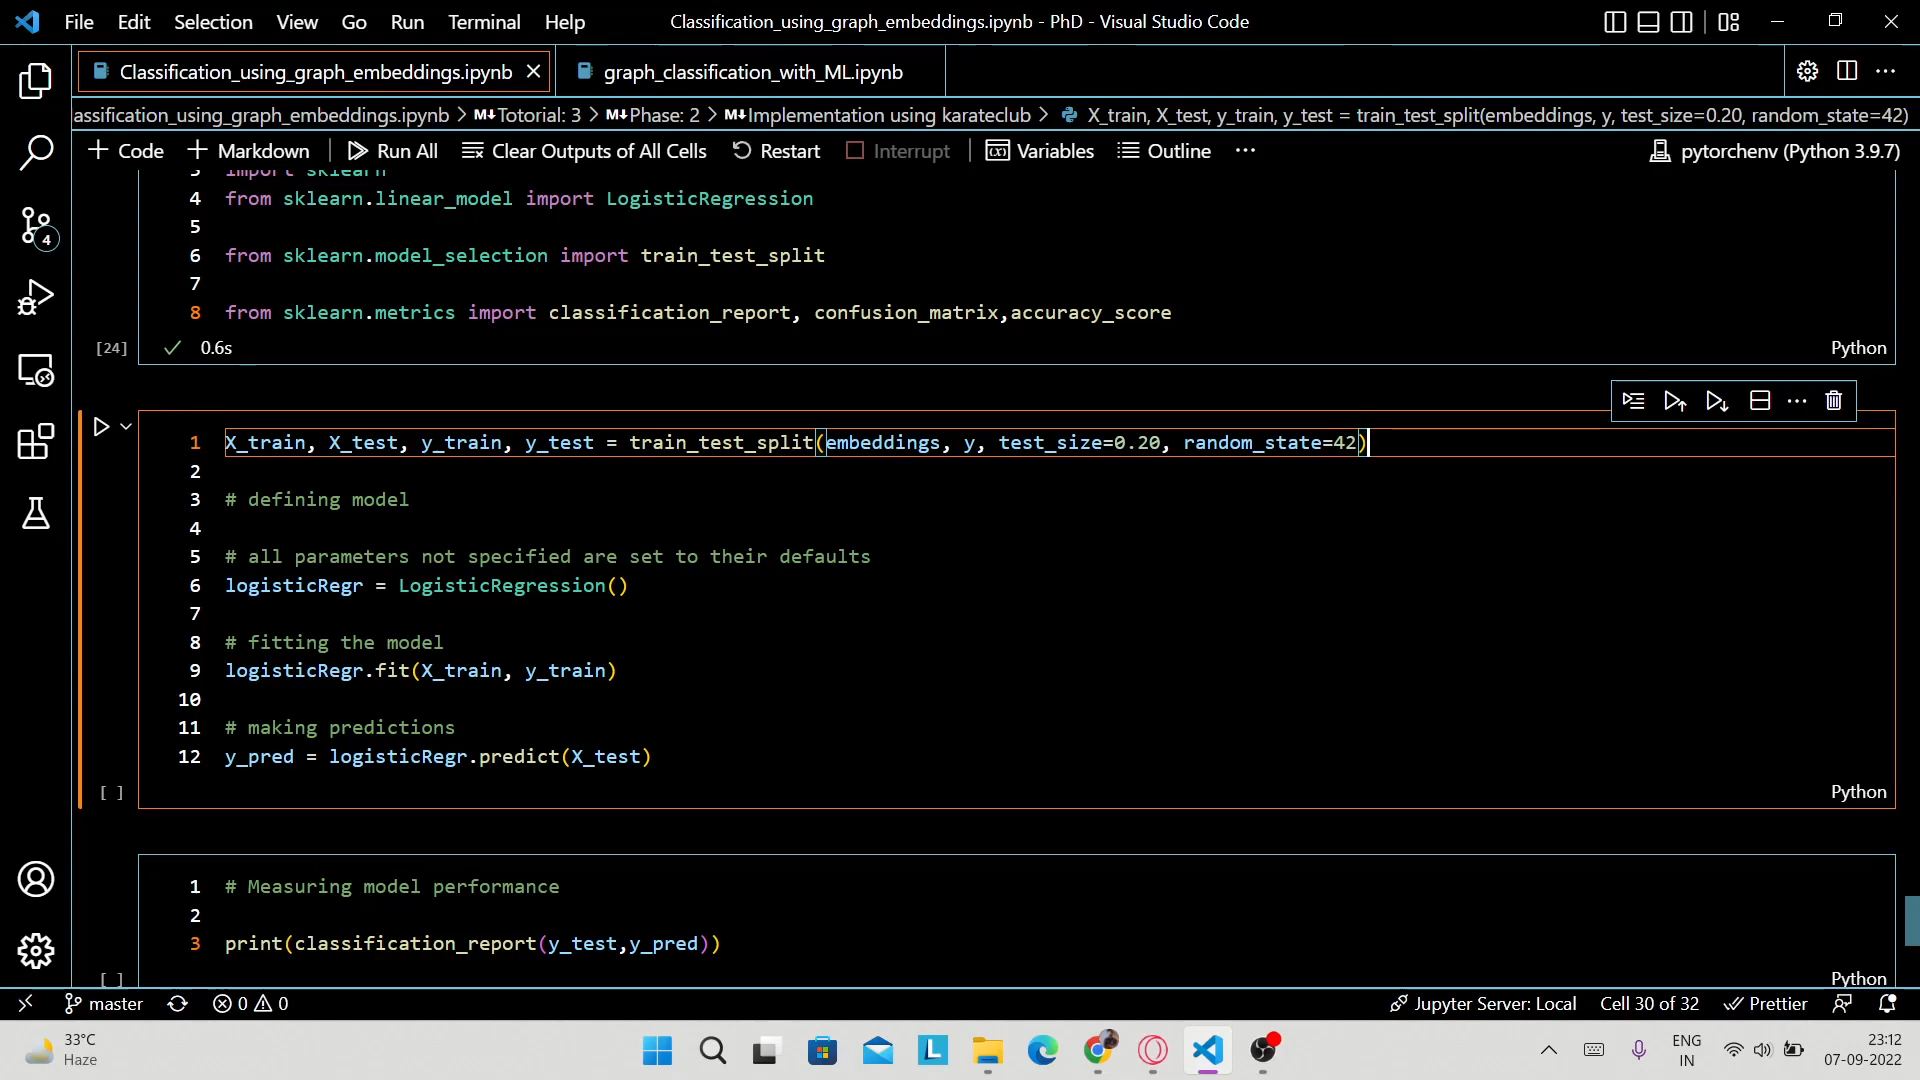 File Edit Selection View Go Run Terminal Help
Classification_using_graph_embeddings.ipynb - PhD - Visual Studio Code
Classification_using_graph_embeddings.ipynb
graph_classification_with_ML.ipynb
assification_using_graph_embeddings.ipynb > M↓Tutorial: 3 > M↓Phase: 2 > M↓Implementation using karateclub > X_train, X_test, y_train, y_test = train_test_split(embeddings, y, test_size=0.20, random_state=42)
+ Code + Markdown Run All Clear Outputs of All Cells Restart Interrupt Variables Outline ... pytorchenv (Python 3.9.7)
3 import sklearn
4 from sklearn.linear_model import LogisticRegression
5
6 from sklearn.model_selection import train_test_split
7
8 from sklearn.metrics import classification_report, confusion_matrix,accuracy_score
[24] 0.6s Python
1 X_train, X_test, y_train, y_test = train_test_split(embeddings, y, test_size=0.20, random_state=42)
2
3 # defining model
4
5 # all parameters not specified are set to their defaults
6 logisticRegr = LogisticRegression()
7
8 # fitting the model
9 logisticRegr.fit(X_train, y_train)
10
11 # making predictions
12 y_pred = logisticRegr.predict(X_test)
[ ] Python
1 # Measuring model performance
2
3 print(classification_report(y_test,y_pred))
[ ] Python
4
master 0 0 Jupyter Server: Local Cell 30 of 32 Prettier
33°C
Haze
ENG
IN
23:12
07-09-2022